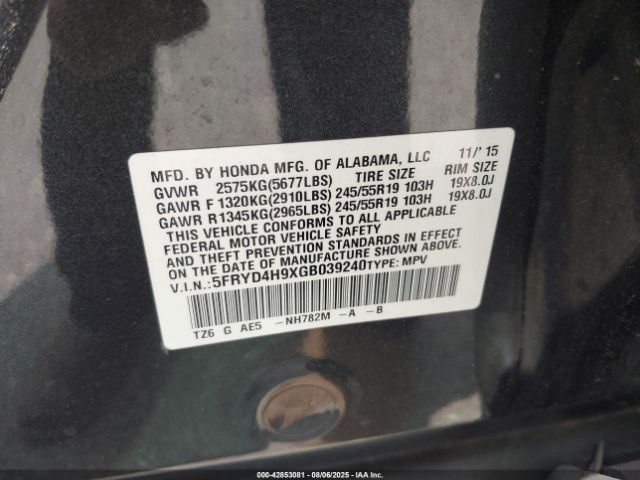 MFD. BY HONDA MFG. OF ALABAMA, LLC 11/'15
GVWR 2575KG(5677LBS) TIRE SIZE RIM SIZE
GAWR F 1320KG(2910LBS) 245/55R19 103H 19X8.0J
GAWR R 1345KG(2965LBS) 245/55R19 103H 19X8.0J
THIS VEHICLE CONFORMS TO ALL APPLICABLE
FEDERAL MOTOR VEHICLE SAFETY
AND THEFT PREVENTION STANDARDS IN EFFECT ON
THE DATE OF MANUFACTURE SHOWN ABOVE.
V.I.N.: 5FRYD4H9XGB039240 TYPE: MPV
TZ6 G AE5 -NH782M -A -B
000-42853081 - 08/06/2025 - IAA Inc.